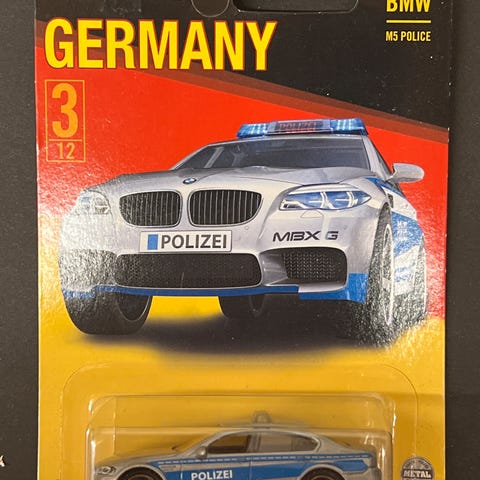 BMW
M5 POLICE
GERMANY
3
12
POLIZEI
POLIZEI
MBX G
POLIZEI
METAL